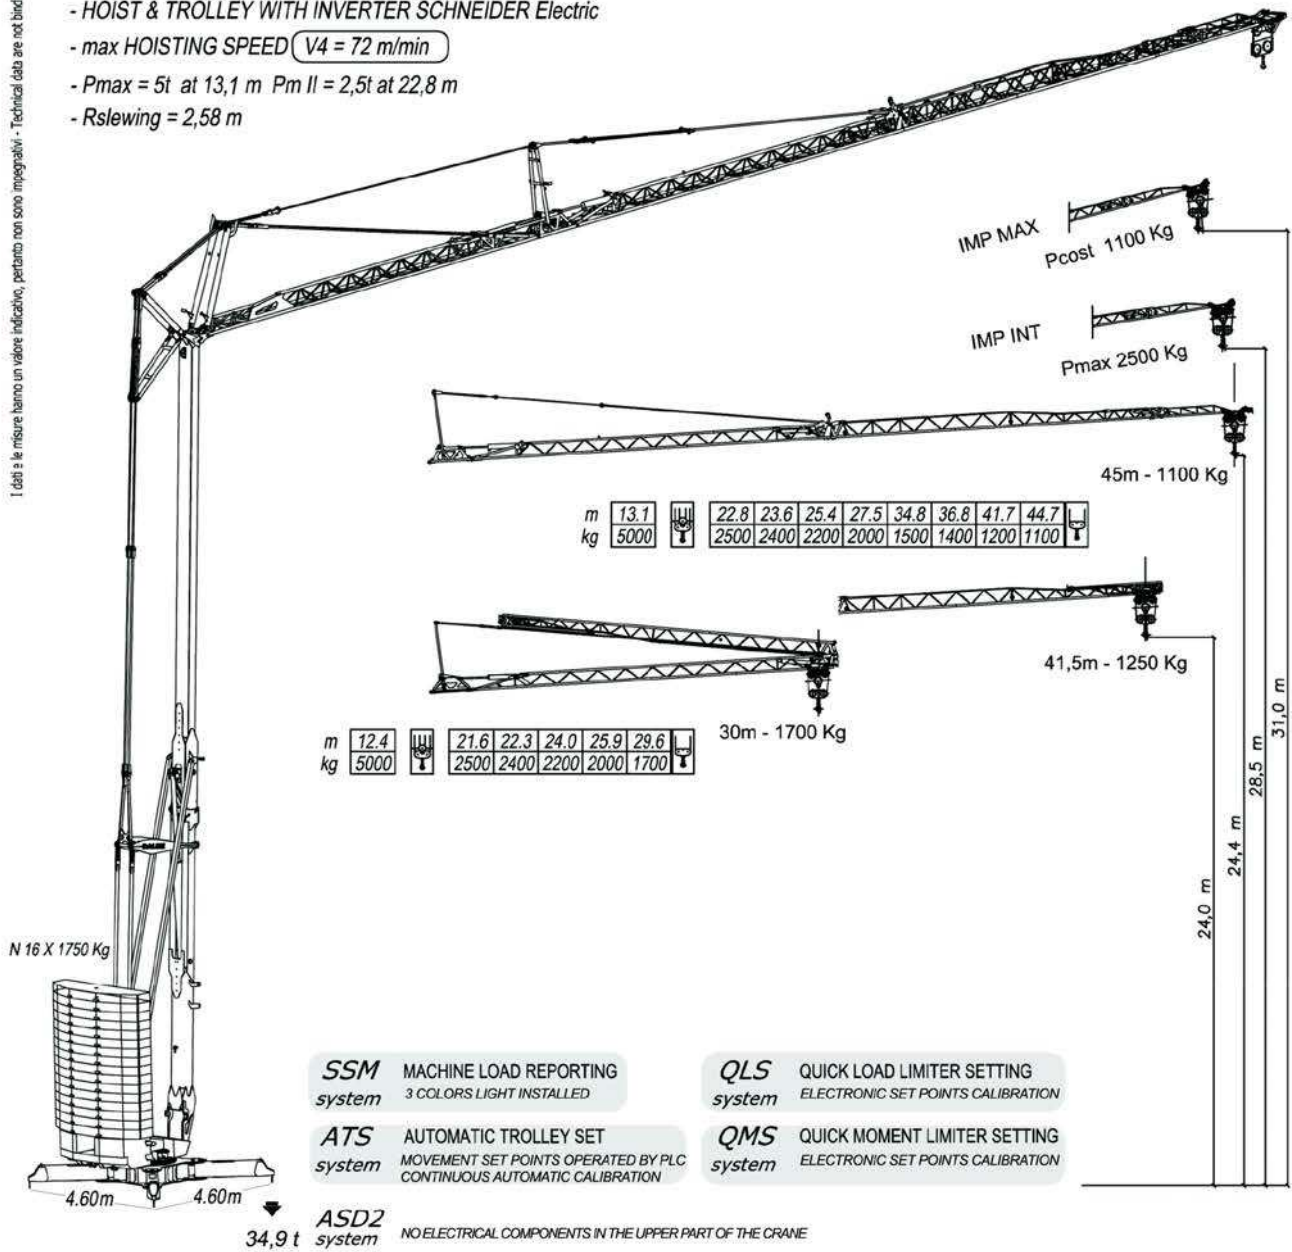 - HOIST & TROLLEY WITH INVERTER SCHNEIDER Electric
- max HOISTING SPEED V4 = 72 m/min
- Pmax = 5t at 13,1 m Pm II = 2,5t at 22,8 m
- Rslewing = 2,58 m
I dati e le misure hanno un valore indicativo, pertanto non sono impegnativi - Technical data are not bind
IMP MAX
Pcost 1100 Kg
IMP INT
Pmax 2500 Kg
45m - 1100 Kg
m 13.1 22.8 23.6 25.4 27.5 34.8 36.8 41.7 44.7
kg 5000 2500 2400 2200 2000 1500 1400 1200 1100
41,5m - 1250 Kg
30m - 1700 Kg
m 12.4 21.6 22.3 24.0 25.9 29.6
kg 5000 2500 2400 2200 2000 1700
24,0 m
24,4 m
28,5 m
31,0 m
N 16 X 1750 Kg
4.60m 4.60m
34,9 t
SSM system MACHINE LOAD REPORTING
3 COLORS LIGHT INSTALLED
QLS system QUICK LOAD LIMITER SETTING
ELECTRONIC SET POINTS CALIBRATION
ATS system AUTOMATIC TROLLEY SET
MOVEMENT SET POINTS OPERATED BY PLC
CONTINUOUS AUTOMATIC CALIBRATION
QMS system QUICK MOMENT LIMITER SETTING
ELECTRONIC SET POINTS CALIBRATION
ASD2 system NO ELECTRICAL COMPONENTS IN THE UPPER PART OF THE CRANE